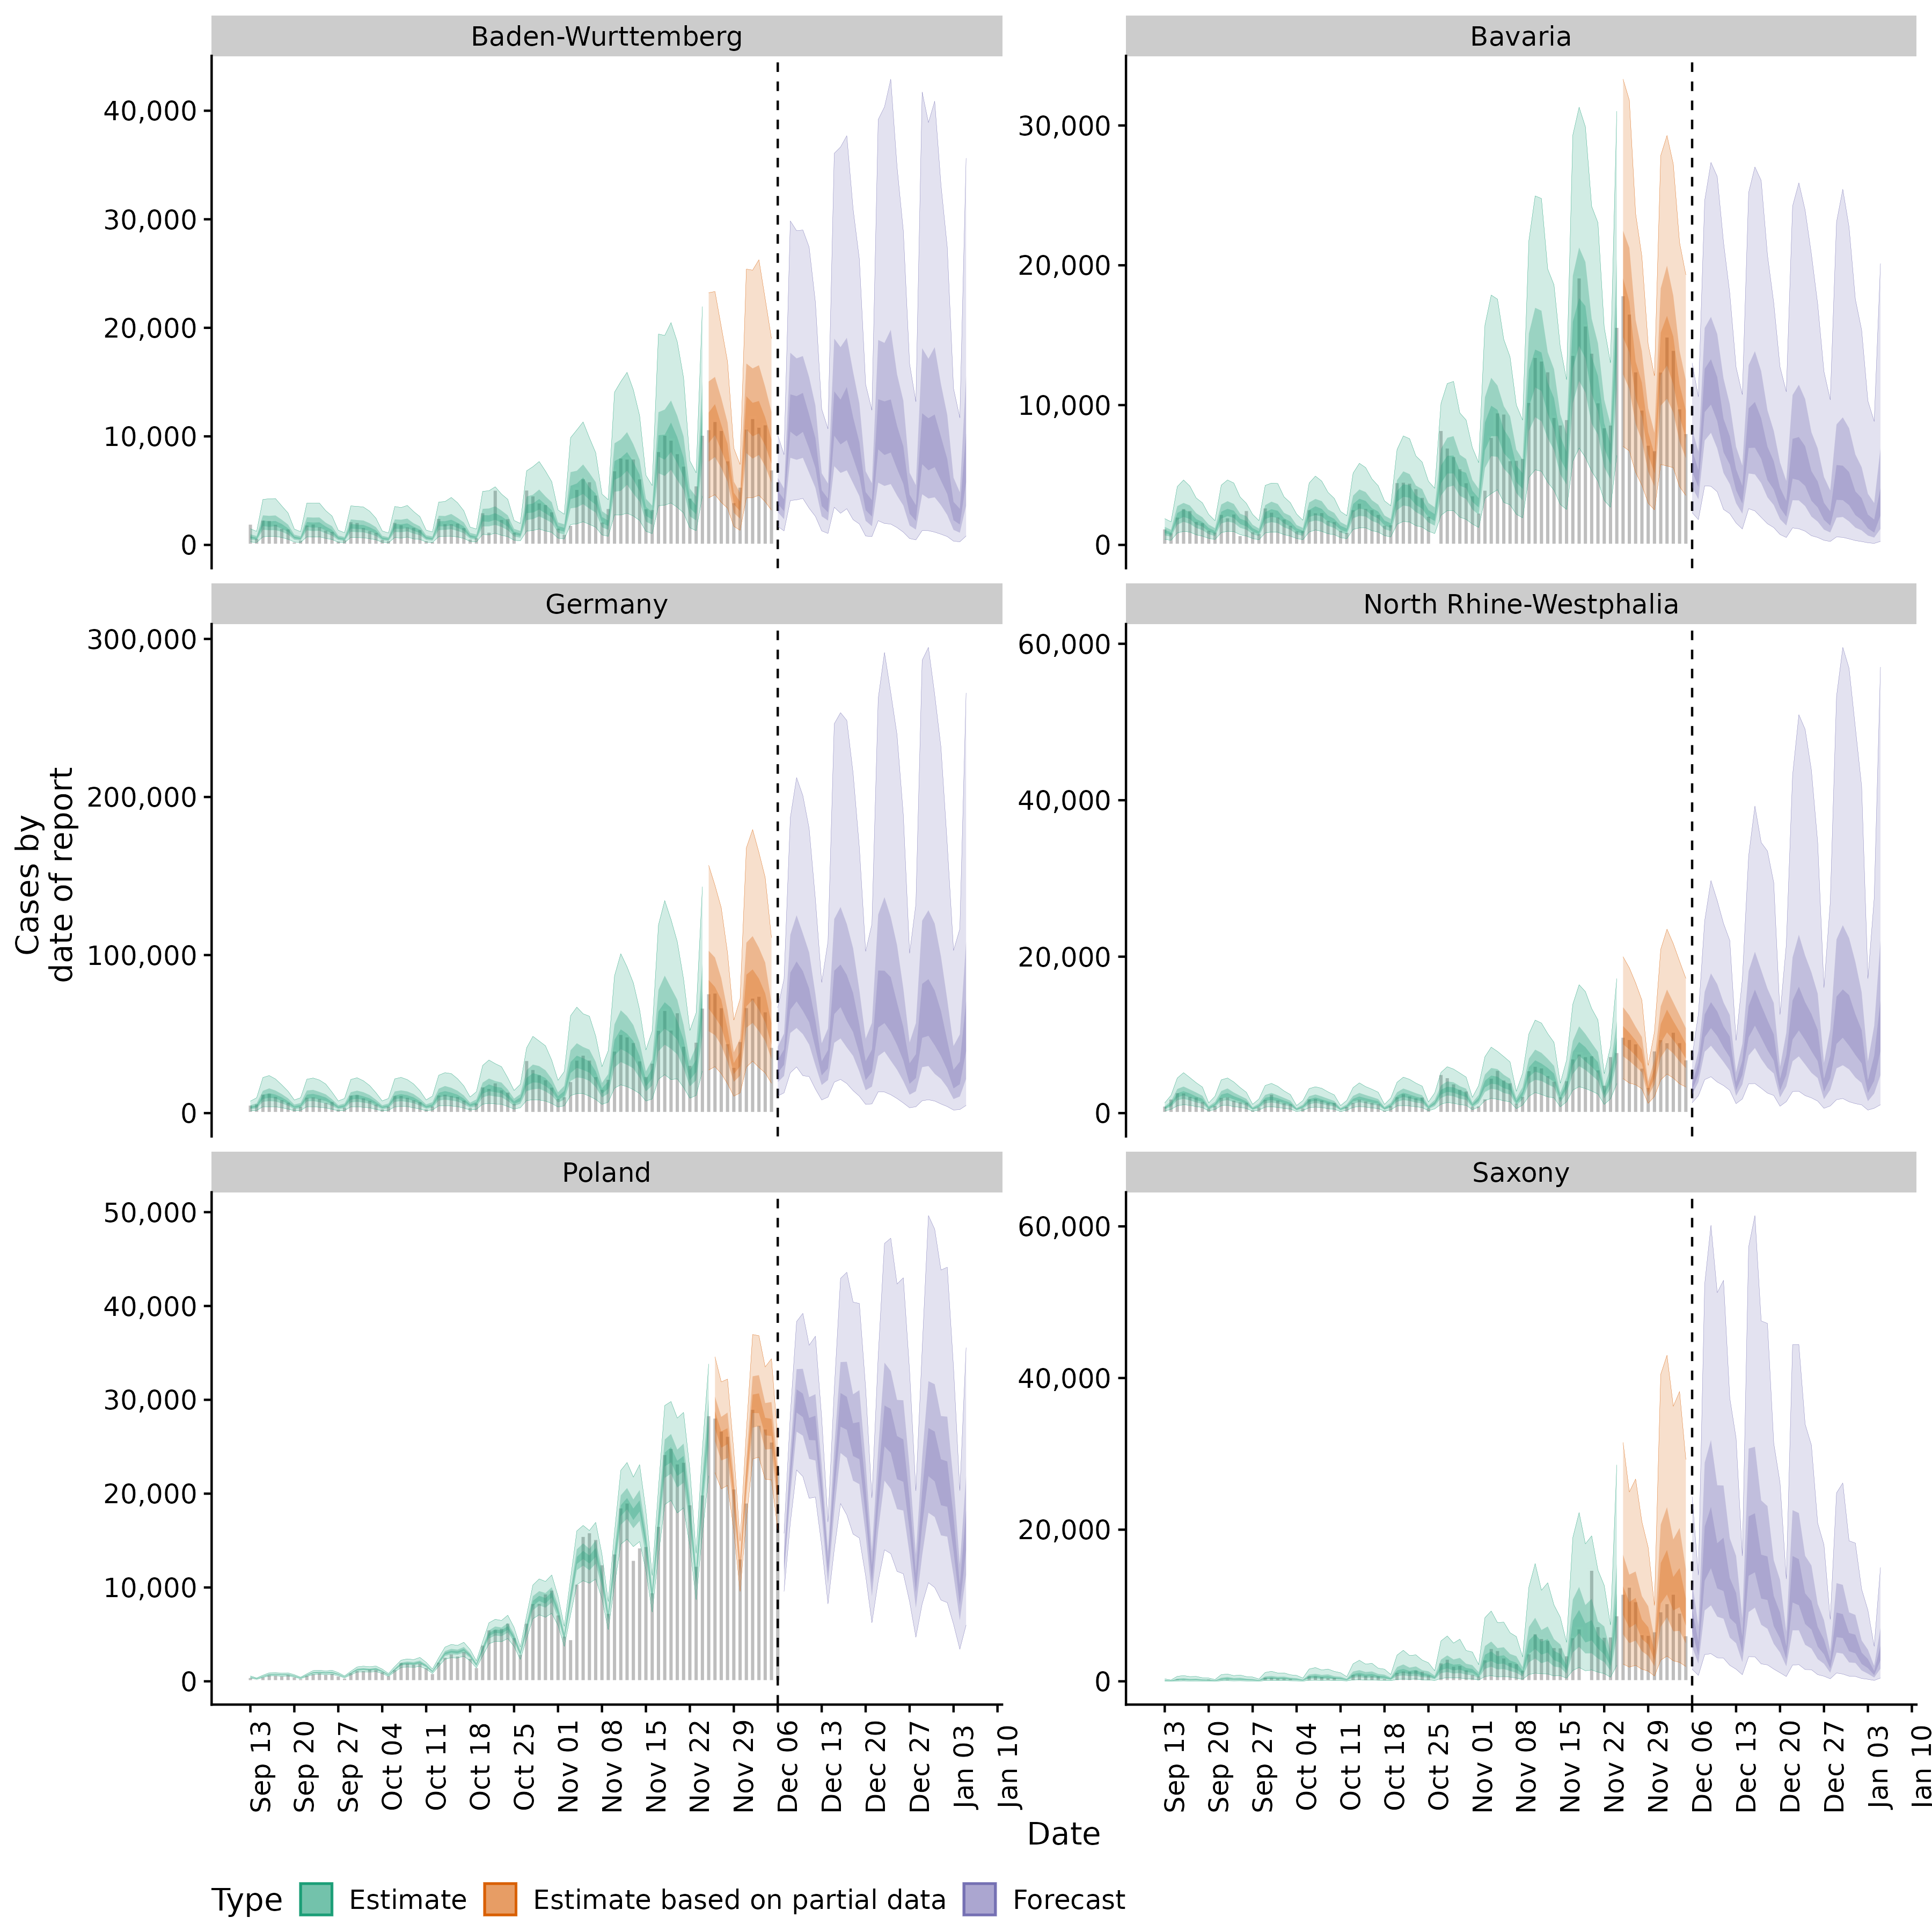 Baden-Wurttemberg
Bavaria
40,000
30,000
20,000
10,000
0
30,000
20,000
10,000
0
Germany
North Rhine-Westphalia
300,000
200,000
100,000
0
60,000
40,000
20,000
0
Cases by
date of report
Poland
Saxony
50,000
40,000
30,000
20,000
10,000
0
60,000
40,000
20,000
0
Sep 13
Sep 20
Sep 27
Oct 04
Oct 11
Oct 18
Oct 25
Nov 01
Nov 08
Nov 15
Nov 22
Nov 29
Dec 06
Dec 13
Dec 20
Dec 27
Jan 03
Jan 10
Sep 13
Sep 20
Sep 27
Oct 04
Oct 11
Oct 18
Oct 25
Nov 01
Nov 08
Nov 15
Nov 22
Nov 29
Dec 06
Dec 13
Dec 20
Dec 27
Jan 03
Jan 10
Date
Type Estimate Estimate based on partial data Forecast